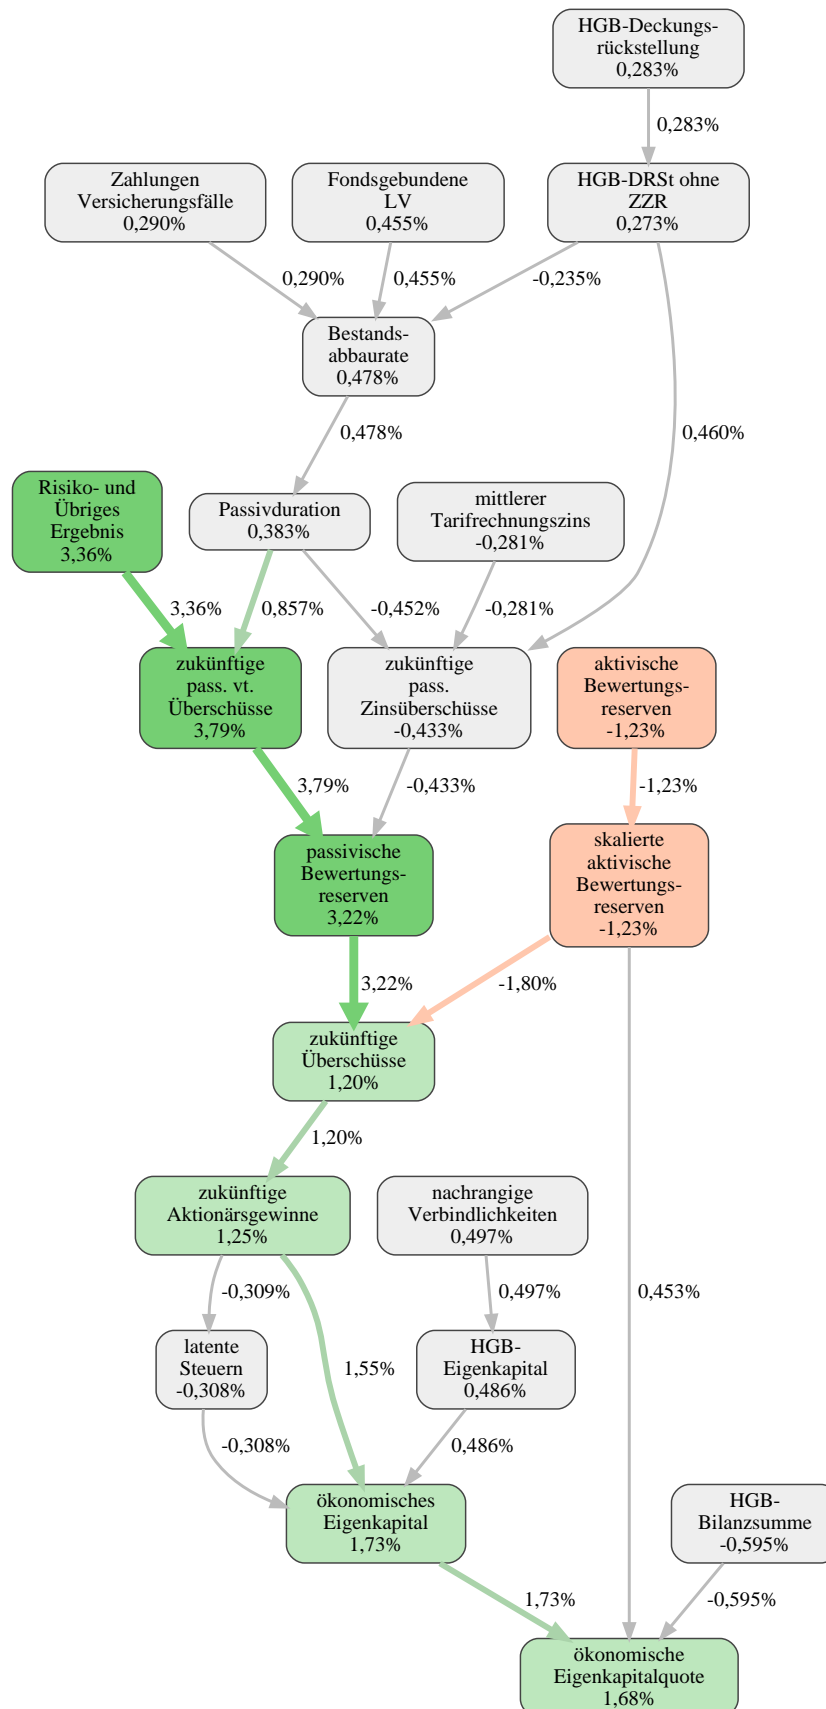 HGB-Deckungs-
rückstellung
0,283%
0,283%
Zahlungen
Versicherungsfälle
0,290%
Fondsgebundene
LV
0,455%
HGB-DRSt ohne
ZZR
0,273%
0,290%
0,455%
-0,235%
Bestands-
abbaurate
0,478%
0,478%
0,460%
Risiko- und
Übriges
Ergebnis
3,36%
Passivduration
0,383%
mittlerer
Tarifrechnungszins
-0,281%
3,36%
0,857%
-0,452%
-0,281%
zukünftige
pass. vt.
Überschüsse
3,79%
zukünftige
pass.
Zinsüberschüsse
-0,433%
aktivische
Bewertungs-
reserven
-1,23%
3,79%
-0,433%
-1,23%
passivische
Bewertungs-
reserven
3,22%
skalierte
aktivische
Bewertungs-
reserven
-1,23%
3,22%
-1,80%
zukünftige
Überschüsse
1,20%
1,20%
zukünftige
Aktionärsgewinne
1,25%
nachrangige
Verbindlichkeiten
0,497%
-0,309%
0,497%
0,453%
latente
Steuern
-0,308%
1,55%
HGB-
Eigenkapital
0,486%
-0,308%
0,486%
ökonomisches
Eigenkapital
1,73%
HGB-
Bilanzsumme
-0,595%
1,73%
-0,595%
ökonomische
Eigenkapitalquote
1,68%